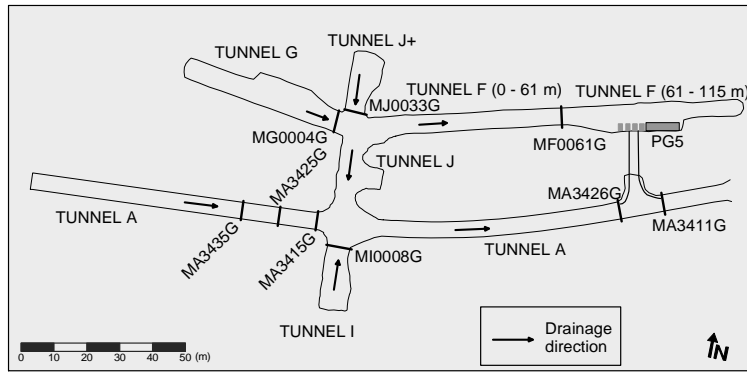 TUNNEL J+
TUNNEL G
TUNNEL F (0 - 61 m)
TUNNEL F (61 - 115 m)
MJ0033G
MG0004G
MF0061G
PG5
MA3425G
TUNNEL J
MA3426G
TUNNEL A
MA3435G
MA3415G
MI0008G
TUNNEL A
MA3411G
TUNNEL I
Drainage
direction
0 10 20 30 40 50 (m)
N